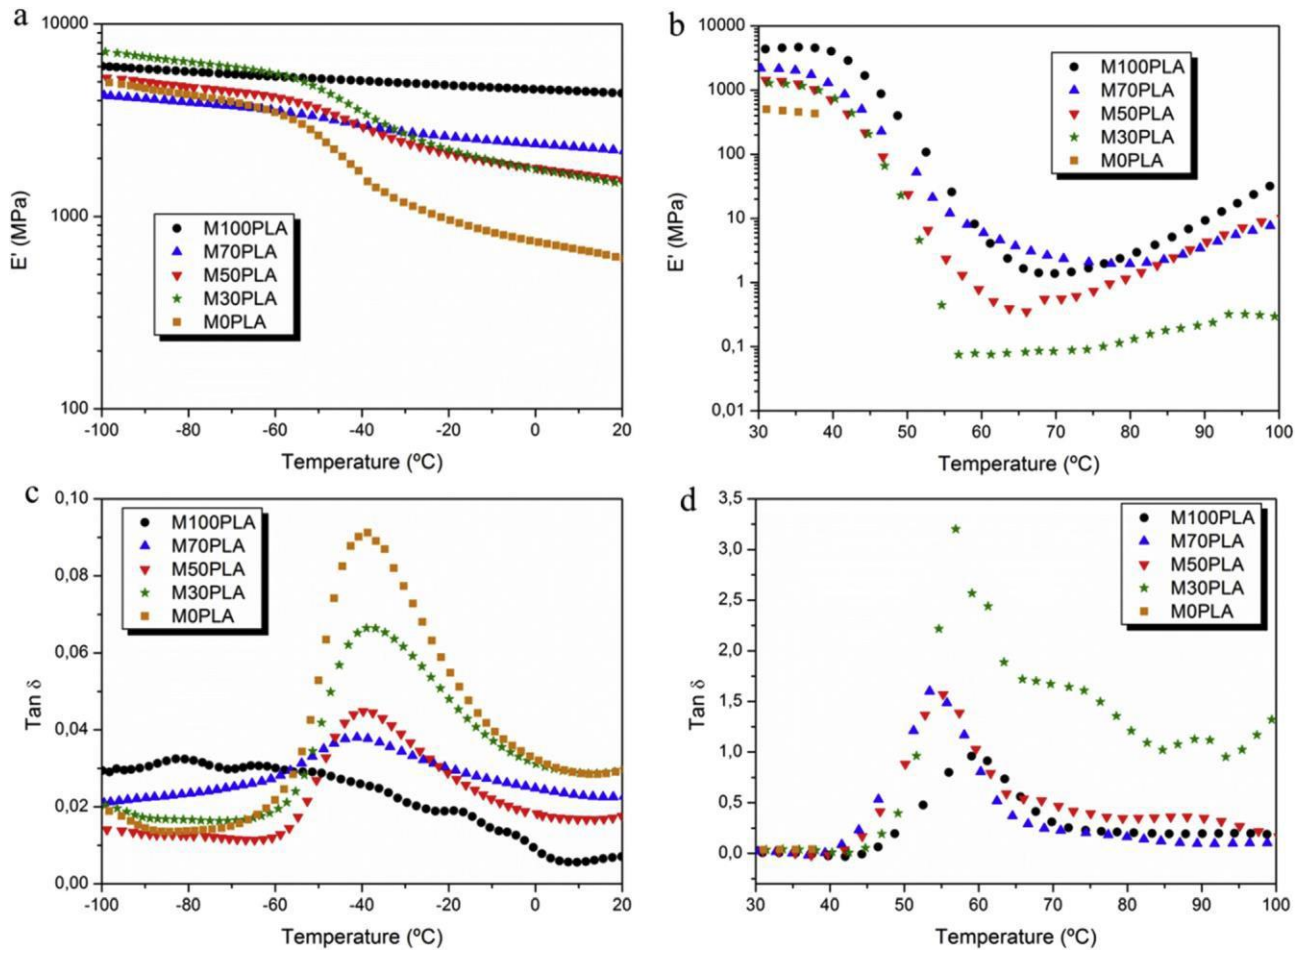 a
10000
1000
100
E' (MPa)
M100PLA
M70PLA
M50PLA
M30PLA
M0PLA
-100 -80 -60 -40 -20 0 20
Temperature (ºC)
b
10000
1000
100
10
1
0,1
0,01
E' (MPa)
M100PLA
M70PLA
M50PLA
M30PLA
M0PLA
30 40 50 60 70 80 90 100
Temperature (ºC)
c
0,10
0,08
0,06
0,04
0,02
0,00
Tan δ
M100PLA
M70PLA
M50PLA
M30PLA
M0PLA
-100 -80 -60 -40 -20 0 20
Temperature (ºC)
d
3,5
3,0
2,5
2,0
1,5
1,0
0,5
0,0
Tan δ
M100PLA
M70PLA
M50PLA
M30PLA
M0PLA
30 40 50 60 70 80 90 100
Temperature (ºC)